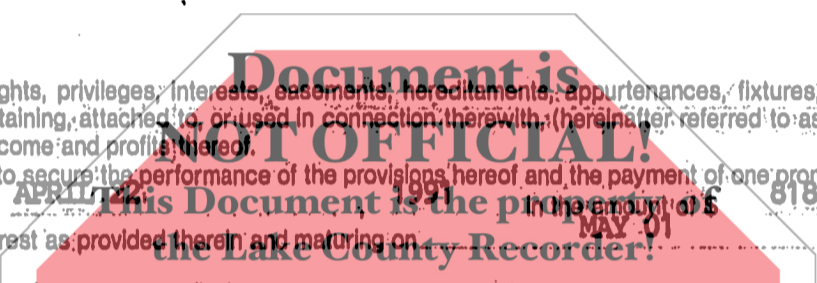 Document is
ghts, privileges, interests, easements, hereditaments, appurtenances, fixtures,
taining, attached to or used in connection therewith, (hereinafter referred to as
NOT OFFICIAL!
come and profits thereof.
to secure the performance of the provisions hereof and the payment of one pro
APRIL 22, 1991 in the amount of $ 818
This Document is the property of
MAY 01
rest as provided therein and maturing on
the Lake County Recorder!